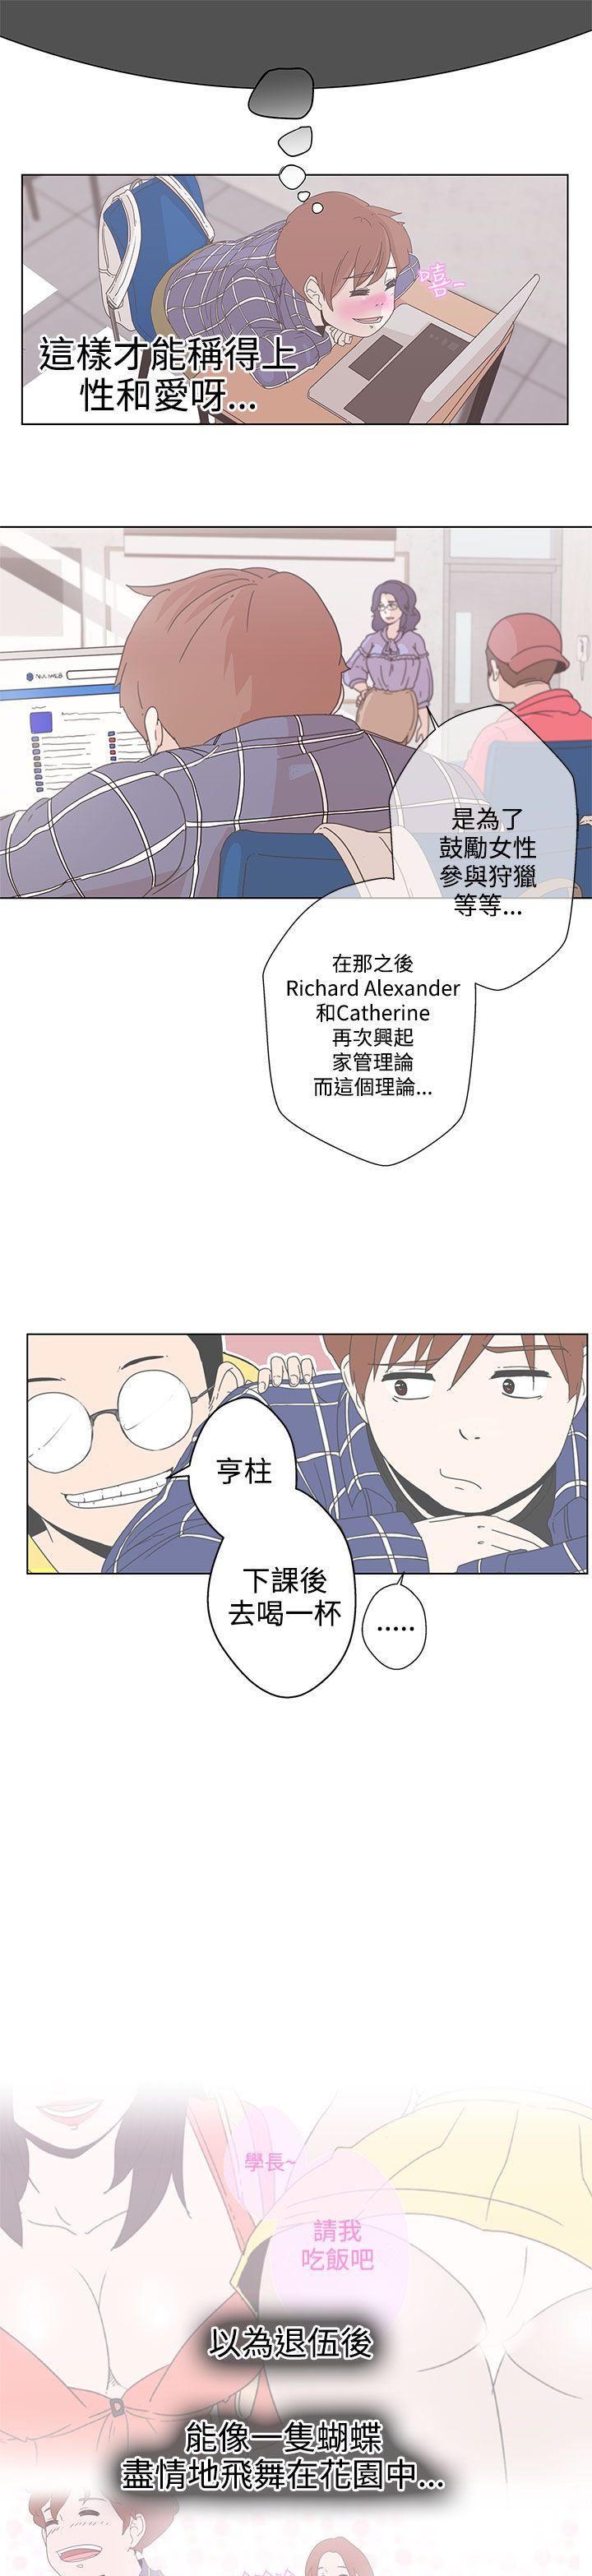 嘻~
這樣才能稱得上
性和愛呀...
NULIWEB
是為了
鼓勵女性
參與狩獵
等等...
在那之後
Richard Alexander
和Catherine
再次興起
家管理論
而這個理論...
亨柱
下課後
去喝一杯
.....
學長~
請我
吃飯吧
以為退伍後
能像一隻蝴蝶
盡情地飛舞在花園中...